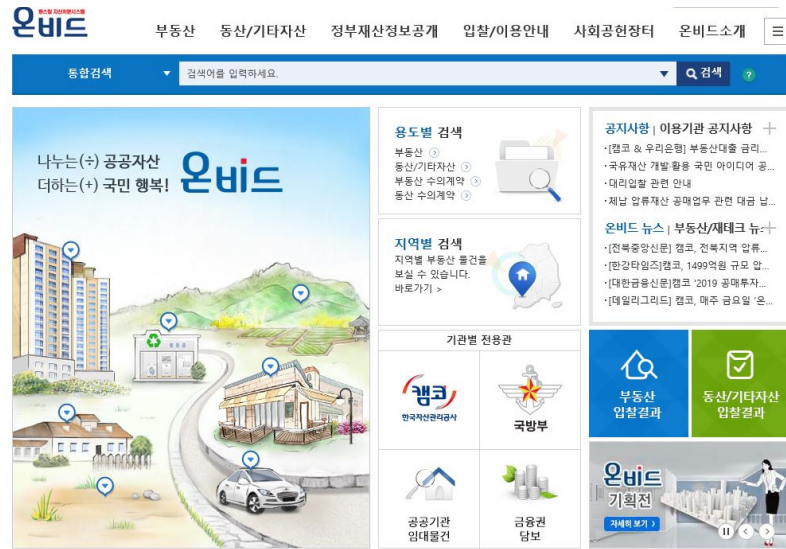 온비드
부동산 동산/기타자산 정부재산정보공개 입찰/이용안내 사회공헌장터 온비드소개
통합검색 검색어를 입력하세요. 검색 ?
나누는(÷) 공공자산
더하는(+) 국민 행복!
온비드
용도별 검색
부동산
동산/기타자산
부동산 수의계약
동산 수의계약
지역별 검색
지역별 부동산 물건을
보실 수 있습니다.
바로가기 >
기관별 전용관
캠코
한국자산관리공사
국방부
공공기관
임대물건
금융권
담보
공지사항 | 이용기관 공지사항
·[캠코 & 우리은행] 부동산대출 금리...
·국유재산 개발·활용 국민 아이디어 공...
·대리입찰 관련 안내
·체납 압류재산 공매업무 관련 대금 납...
온비드 뉴스 | 부동산/재테크 뉴
·[전북중앙신문] 캠코, 전북지역 압류...
·[한강타임즈]캠코, 1499억원 규모 압...
·[대한금융신문]캠코 '2019 공매투자...
·[데일리그리드] 캠코, 매주 금요일 '온...
부동산
입찰결과
동산/기타자산
입찰결과
온비드
기획전
자세히 보기 >